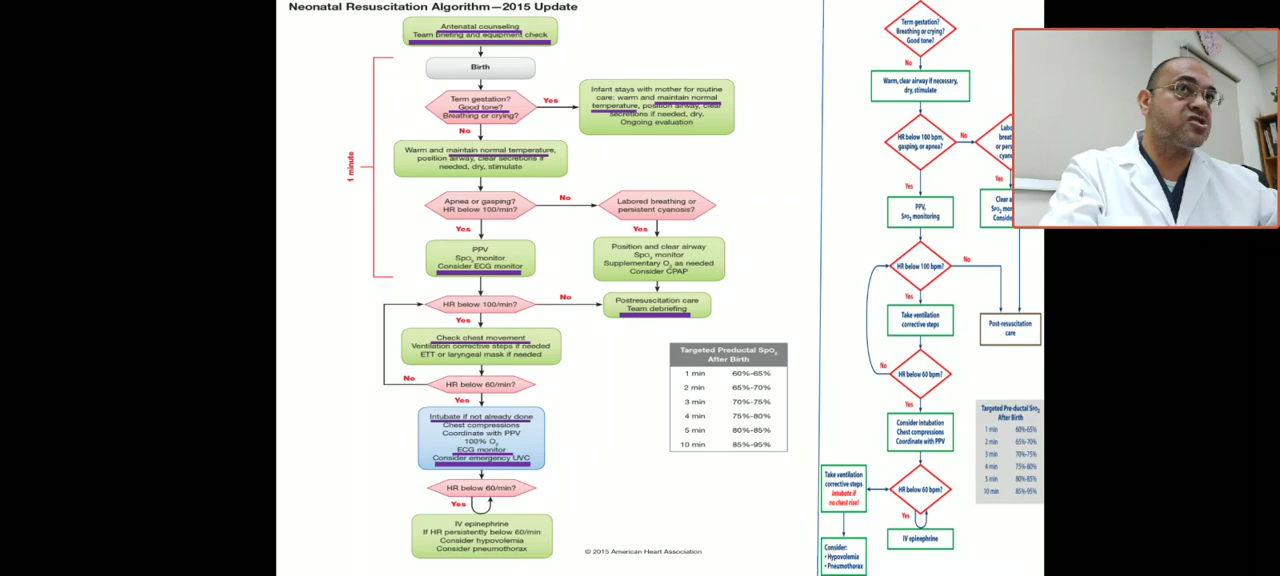 Neonatal Resuscitation Algorithm—2015 Update
Antenatal counseling
Team briefing and equipment check
Birth
Term gestation?
Good tone?
Breathing or crying?
Yes
Infant stays with mother for routine
care: warm and maintain normal
temperature, position airway, clear
secretions if needed, dry.
Ongoing evaluation
No
Warm and maintain normal temperature,
position airway, clear secretions if
needed, dry, stimulate
1 minute
Apnea or gasping?
HR below 100/min?
No
Labored breathing or
persistent cyanosis?
Yes
Yes
PPV
SpO2 monitor
Consider ECG monitor
Position and clear airway
SpO2 monitor
Supplementary O2 as needed
Consider CPAP
HR below 100/min?
No
Postresuscitation care
Team debriefing
Yes
Check chest movement
Ventilation corrective steps if needed
ETT or laryngeal mask if needed
No
HR below 60/min?
Yes
Intubate if not already done
Chest compressions
Coordinate with PPV
100% O2
ECG monitor
Consider emergency UVC
HR below 60/min?
Yes
IV epinephrine
If HR persistently below 60/min
Consider hypovolemia
Consider pneumothorax
Targeted Preductal SpO2
After Birth
1 min 60%-65%
2 min 65%-70%
3 min 70%-75%
4 min 75%-80%
5 min 80%-85%
10 min 85%-95%
© 2015 American Heart Association
Term gestation?
Breathing or crying?
Good tone?
No
Warm, clear airway if necessary,
dry, stimulate
HR below 100 bpm,
gasping, or apnea?
No
Yes
Yes
PPV,
SpO2 monitoring
Clear a
SpO2 mon
Consid
HR below 100 bpm?
No
Yes
Take ventilation
corrective steps
Post-resuscitation
care
No
HR below 60 bpm?
Yes
Consider intubation
Chest compressions
Coordinate with PPV
Take ventilation
corrective steps
Intubate if
no chest rise!
HR below 60 bpm?
Yes
IV epinephrine
Consider:
• Hypovolemia
• Pneumothorax
Targeted Pre-ductal SpO2
After Birth
1 min 60%-65%
2 min 65%-70%
3 min 70%-75%
4 min 75%-80%
5 min 80%-85%
10 min 85%-95%